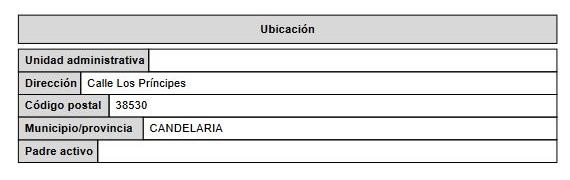 Ubicación
Unidad administrativa
Dirección Calle Los Príncipes
Código postal 38530
Municipio/provincia CANDELARIA
Padre activo